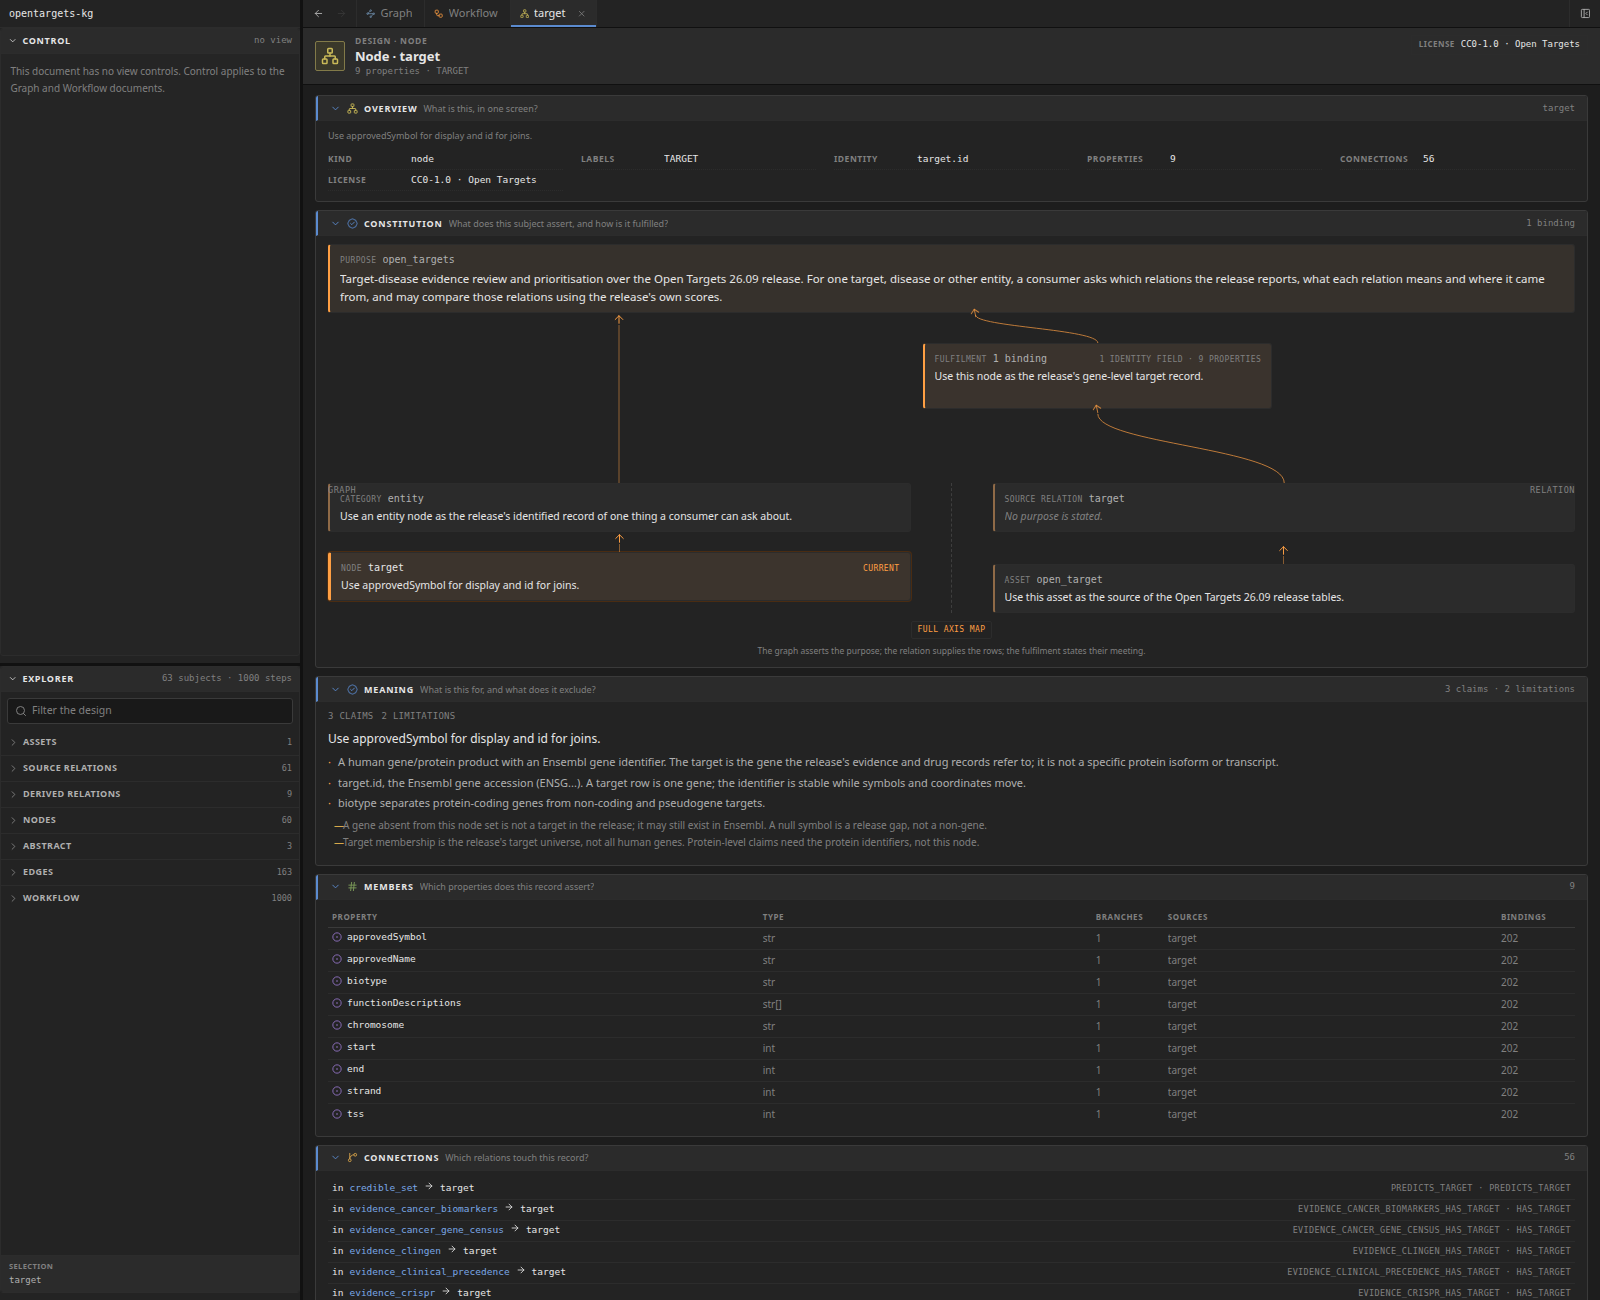 opentargets-kg
CONTROL
no view
This document has no view controls. Control applies to the
Graph and Workflow documents.
EXPLORER
63 subjects · 1000 steps
Filter the design
ASSETS 1
SOURCE RELATIONS 61
DERIVED RELATIONS 9
NODES 60
ABSTRACT 3
EDGES 163
WORKFLOW 1000
SELECTION
target
Graph
Workflow
target
DESIGN · NODE
Node · target
9 properties · TARGET
LICENSE CC0-1.0 · Open Targets
OVERVIEW What is this, in one screen? target
Use approvedSymbol for display and id for joins.
KIND node LABELS TARGET IDENTITY target.id PROPERTIES 9 CONNECTIONS 56
LICENSE CC0-1.0 · Open Targets
CONSTITUTION What does this subject assert, and how is it fulfilled? 1 binding
PURPOSE open_targets
Target-disease evidence review and prioritisation over the Open Targets 26.09 release. For one target, disease or other entity, a consumer asks which relations the release reports, what each relation means and where it came
from, and may compare those relations using the release's own scores.
FULFILMENT 1 binding 1 IDENTITY FIELD · 9 PROPERTIES
Use this node as the release's gene-level target record.
GRAPH
RELATION
CATEGORY entity
Use an entity node as the release's identified record of one thing a consumer can ask about.
SOURCE RELATION target
No purpose is stated.
NODE target CURRENT
Use approvedSymbol for display and id for joins.
ASSET open_target
Use this asset as the source of the Open Targets 26.09 release tables.
FULL AXIS MAP
The graph asserts the purpose; the relation supplies the rows; the fulfilment states their meeting.
MEANING What is this for, and what does it exclude? 3 claims · 2 limitations
3 CLAIMS 2 LIMITATIONS
Use approvedSymbol for display and id for joins.
· A human gene/protein product with an Ensembl gene identifier. The target is the gene the release's evidence and drug records refer to; it is not a specific protein isoform or transcript.
· target.id, the Ensembl gene accession (ENSG…). A target row is one gene; the identifier is stable while symbols and coordinates move.
· biotype separates protein-coding genes from non-coding and pseudogene targets.
—A gene absent from this node set is not a target in the release; it may still exist in Ensembl. A null symbol is a release gap, not a non-gene.
—Target membership is the release's target universe, not all human genes. Protein-level claims need the protein identifiers, not this node.
MEMBERS Which properties does this record assert? 9
PROPERTY TYPE BRANCHES SOURCES BINDINGS
approvedSymbol str 1 target 202
approvedName str 1 target 202
biotype str 1 target 202
functionDescriptions str[] 1 target 202
chromosome str 1 target 202
start int 1 target 202
end int 1 target 202
strand int 1 target 202
tss int 1 target 202
CONNECTIONS Which relations touch this record? 56
in credible_set → target PREDICTS_TARGET · PREDICTS_TARGET
in evidence_cancer_biomarkers → target EVIDENCE_CANCER_BIOMARKERS_HAS_TARGET · HAS_TARGET
in evidence_cancer_gene_census → target EVIDENCE_CANCER_GENE_CENSUS_HAS_TARGET · HAS_TARGET
in evidence_clingen → target EVIDENCE_CLINGEN_HAS_TARGET · HAS_TARGET
in evidence_clinical_precedence → target EVIDENCE_CLINICAL_PRECEDENCE_HAS_TARGET · HAS_TARGET
in evidence_crispr → target EVIDENCE_CRISPR_HAS_TARGET · HAS_TARGET